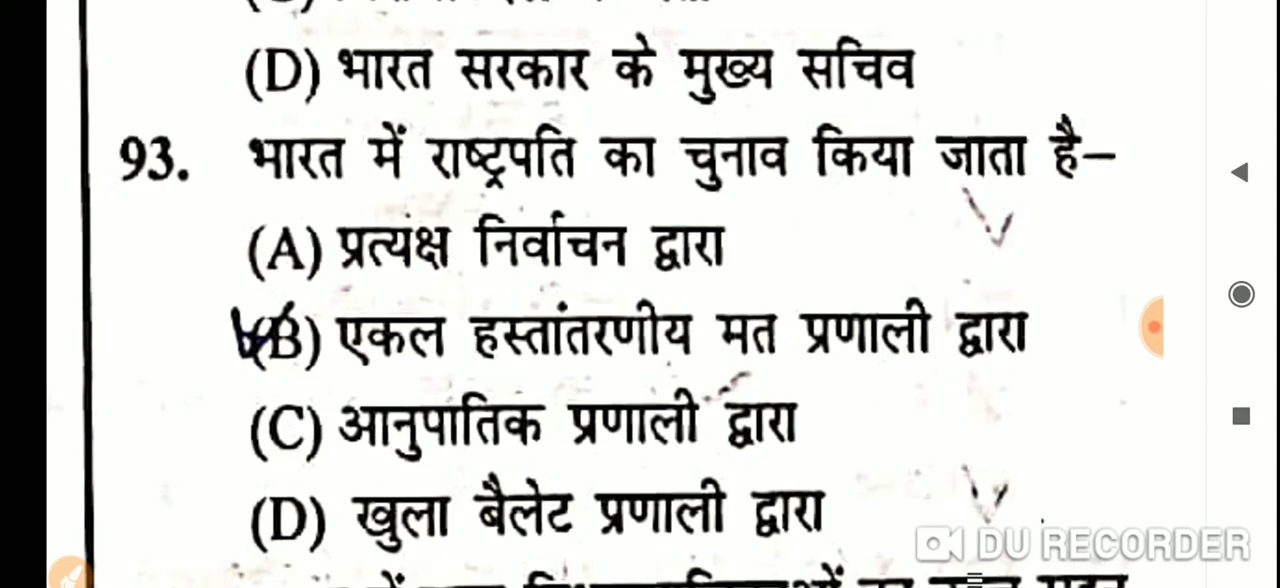 (D) भारत सरकार के मुख्य सचिव
93. भारत में राष्ट्रपति का चुनाव किया जाता है–
(A) प्रत्यक्ष निर्वाचन द्वारा
(B) एकल हस्तांतरणीय मत प्रणाली द्वारा
(C) आनुपातिक प्रणाली द्वारा
(D) खुला बैलेट प्रणाली द्वारा
DU RECORDER